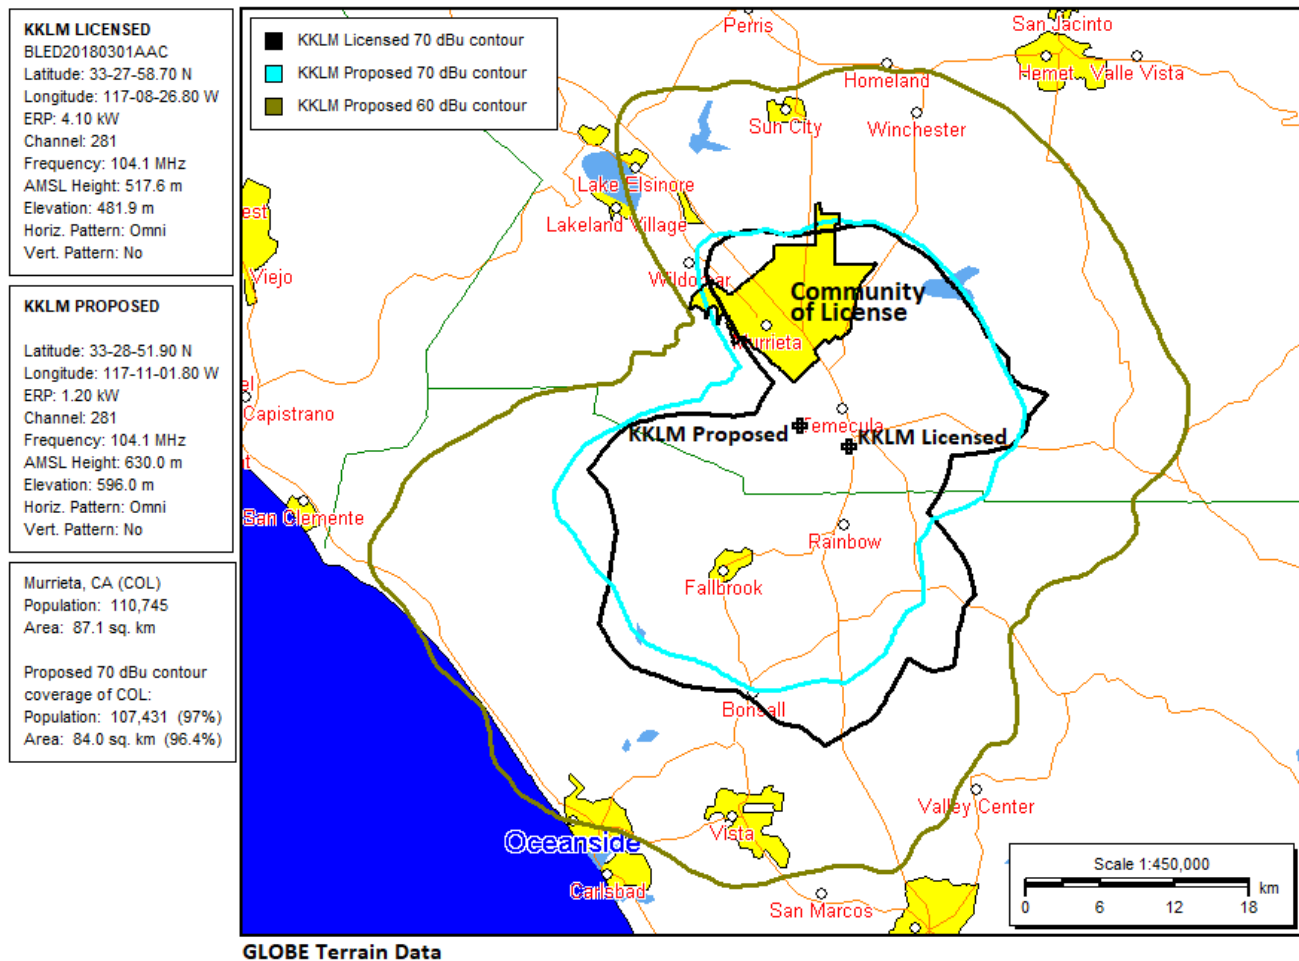 KKLM LICENSED
BLED20180301AAC
Latitude: 33-27-58.70 N
Longitude: 117-08-26.80 W
ERP: 4.10 kW
Channel: 281
Frequency: 104.1 MHz
AMSL Height: 517.6 m
Elevation: 481.9 m
Horiz. Pattern: Omni
Vert. Pattern: No
KKLM PROPOSED
Latitude: 33-28-51.90 N
Longitude: 117-11-01.80 W
ERP: 1.20 kW
Channel: 281
Frequency: 104.1 MHz
AMSL Height: 630.0 m
Elevation: 596.0 m
Horiz. Pattern: Omni
Vert. Pattern: No
Murrieta, CA (COL)
Population: 110,745
Area: 87.1 sq. km
Proposed 70 dBu contour
coverage of COL:
Population: 107,431 (97%)
Area: 84.0 sq. km (96.4%)
KKLM Licensed 70 dBu contour
KKLM Proposed 70 dBu contour
KKLM Proposed 60 dBu contour
Perris
San Jacinto
Homeland
Hemet
Valle Vista
Sun City
Winchester
Lake Elsinore
Lakeland Village
est
Viejo
Wildomar
Community
of License
Murrieta
el
Capistrano
KKLM Proposed
Temecula
KKLM Licensed
San Clemente
Rainbow
Fallbrook
Bonsall
Valley Center
Vista
Oceanside
Carlsbad
San Marcos
Scale 1:450,000
0 6 12 18 km
GLOBE Terrain Data